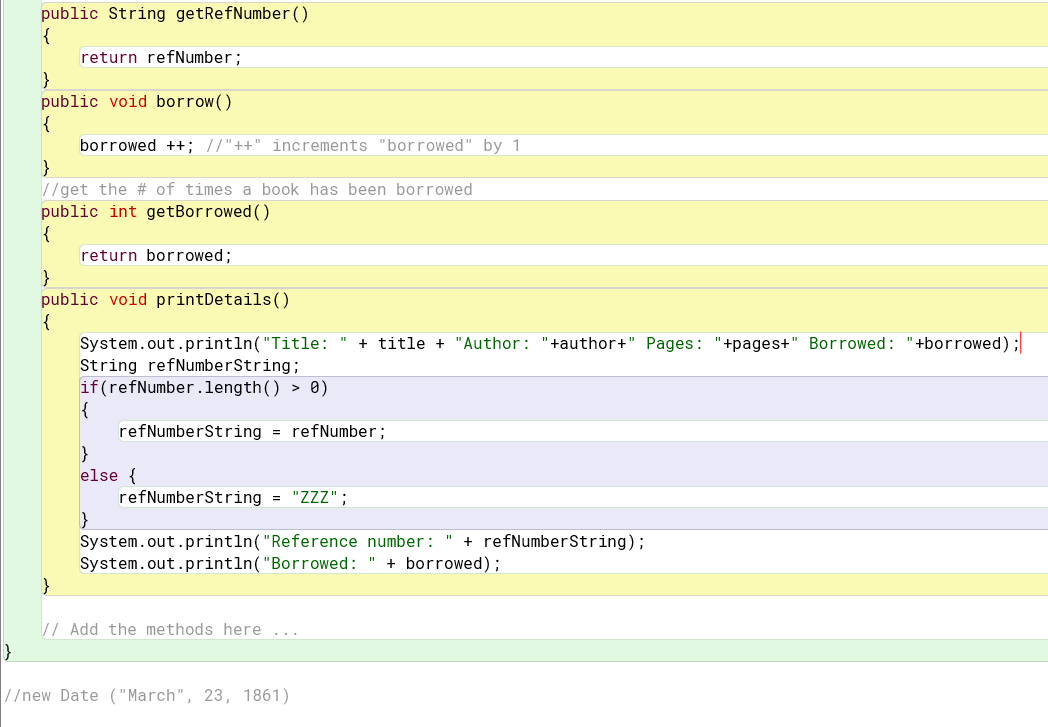 public String getRefNumber()
{
return refNumber;
}
public void borrow()
{
borrowed ++; //"++" increments "borrowed" by 1
}
//get the # of times a book has been borrowed
public int getBorrowed()
{
return borrowed;
}
public void printDetails()
{
System.out.println("Title: " + title + "Author: "+author+" Pages: "+pages+" Borrowed: "+borrowed);
String refNumberString;
if(refNumber.length() > 0)
{
refNumberString = refNumber;
}
else {
refNumberString = "ZZZ";
}
System.out.println("Reference number: " + refNumberString);
System.out.println("Borrowed: " + borrowed);
}
// Add the methods here ...
}
//new Date ("March", 23, 1861)